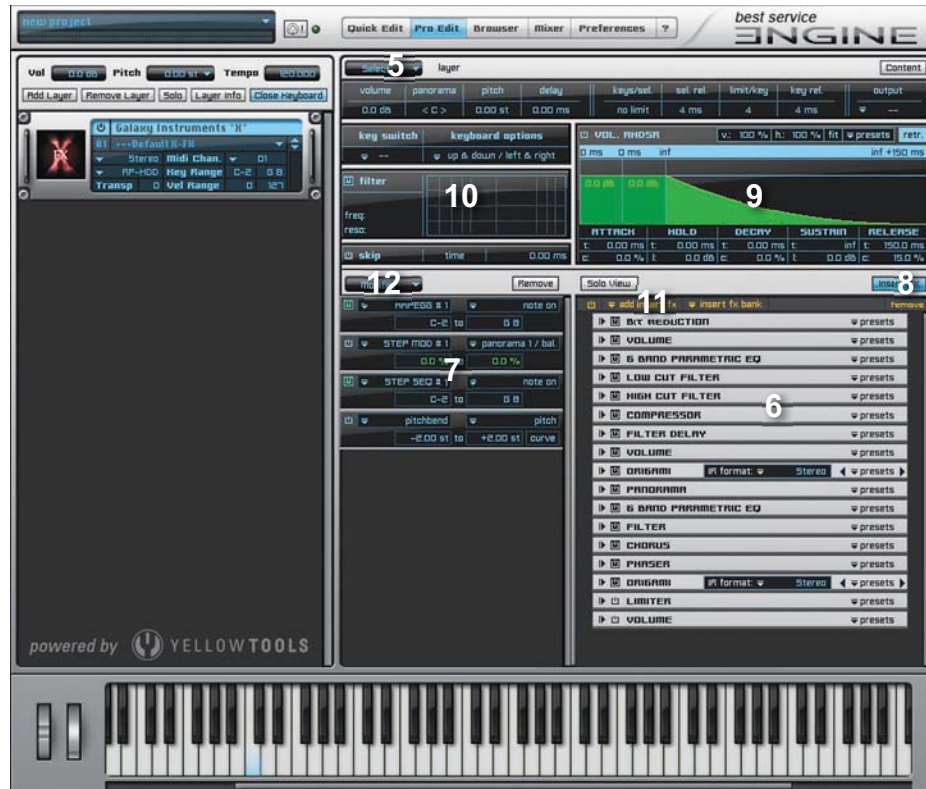 new project
Quick Edit Pro Edit Browser Mixer Preferences ?
best service
ENGINE
Vol 0.0 dB Pitch 0.00 st Tempo 120.000
Add Layer Remove Layer Solo Layer Info Close Keyboard
Galaxy Instruments "X"
01 ---Default X-FX
Stereo Midi Chan. 01
RP-HDD Key Range C-2 G 8
Transp 0 Vel Range 0 127
X
FX
5 layer Content
volume panorama pitch delay keys/sel. sel. rel. limit/key key rel. output
0.0 dB < C > 0.00 st 0.00 ms no limit 4 ms 4 4 ms --
key switch keyboard options
-- up & down / left & right
VOL. AHDSR v.: 100 % h.: 100 % fit presets retr.
0 ms 0 ms inf inf +150 ms
0.0 dB 0.0 dB
filter
10
9
freq:
reso:
ATTACK HOLD DECAY SUSTAIN RELEASE
t: 0.00 ms t: 0.00 ms t: 0.00 ms t: inf t: 150.0 ms
c: 0.0 % l: 0.0 dB c: 0.0 % l: 0.0 dB c: 15.0 %
skip time 0.00 ms
12 Remove
Solo View 8
11
add insert fx insert fx bank remove
ARPEGG # 1 note on
C-2 to G 8
STEP MOD # 1 panorama 1 / bal.
0.0 % 0.0 %
7
STEP SEQ # 1 note on
C-2 to G 8
pitchbend pitch
-2.00 st to +2.00 st curve
BIT REDUCTION presets
VOLUME presets
6 BAND PARAMETRIC EQ presets
LOW CUT FILTER presets
HIGH CUT FILTER presets
6
COMPRESSOR presets
FILTER DELAY presets
VOLUME presets
ORIGAMI IR format: Stereo presets
PANORAMA presets
6 BAND PARAMETRIC EQ presets
FILTER presets
CHORUS presets
PHASER presets
ORIGAMI IR format: Stereo presets
LIMITER presets
VOLUME presets
powered by YELLOWTOOLS